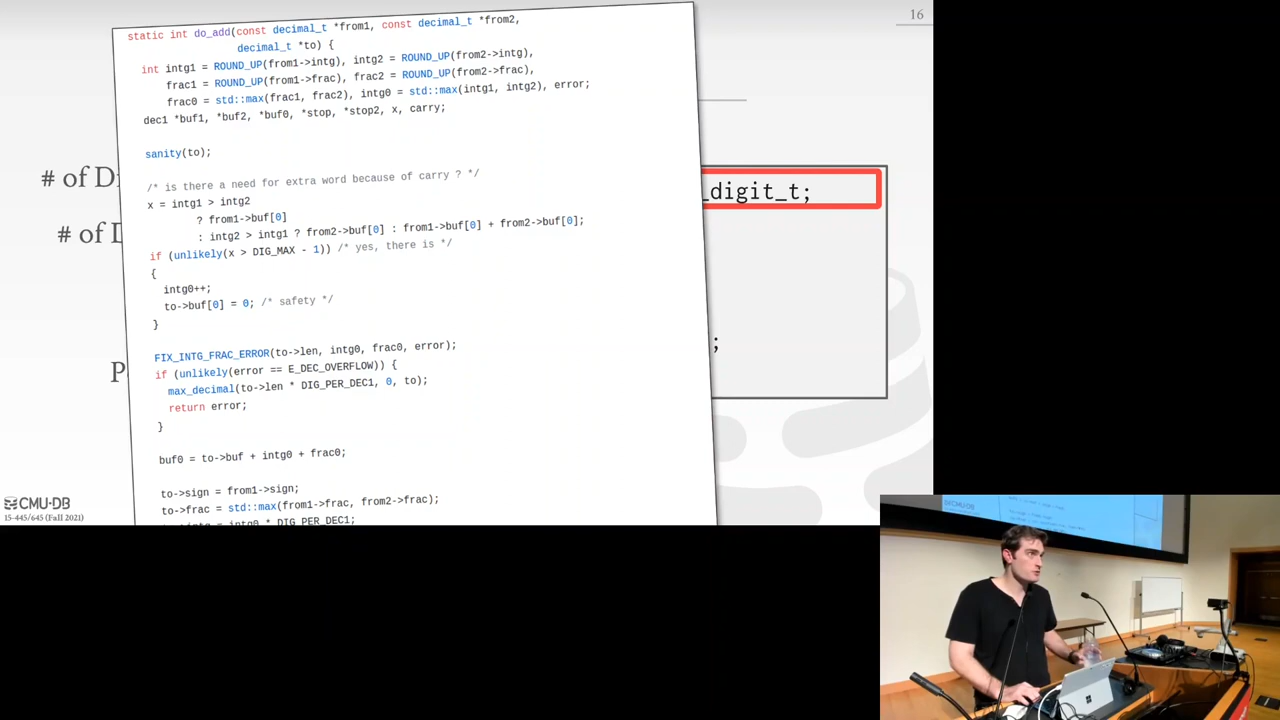 16
static int do_add(const decimal_t *from1, const decimal_t *from2,
decimal_t *to) {
int intg1 = ROUND_UP(from1->intg), intg2 = ROUND_UP(from2->intg),
frac1 = ROUND_UP(from1->frac), frac2 = ROUND_UP(from2->frac),
frac0 = std::max(frac1, frac2), intg0 = std::max(intg1, intg2), error;
dec1 *buf1, *buf2, *buf0, *stop, *stop2, x, carry;
sanity(to);
/* is there a need for extra word because of carry ? */
x = intg1 > intg2
? from1->buf[0]
: intg2 > intg1 ? from2->buf[0] : from1->buf[0] + from2->buf[0];
if (unlikely(x > DIG_MAX - 1)) /* yes, there is */
{
intg0++;
to->buf[0] = 0; /* safety */
}
FIX_INTG_FRAC_ERROR(to->len, intg0, frac0, error);
if (unlikely(error == E_DEC_OVERFLOW)) {
max_decimal(to->len * DIG_PER_DEC1, 0, to);
return error;
}
buf0 = to->buf + intg0 + frac0;
to->sign = from1->sign;
to->frac = std::max(from1->frac, from2->frac);
intg0 * DIG_PER_DEC1;
# of Di
# of D
P
_digit_t;
;
CMU·DB
15-445/645 (Fall 2021)